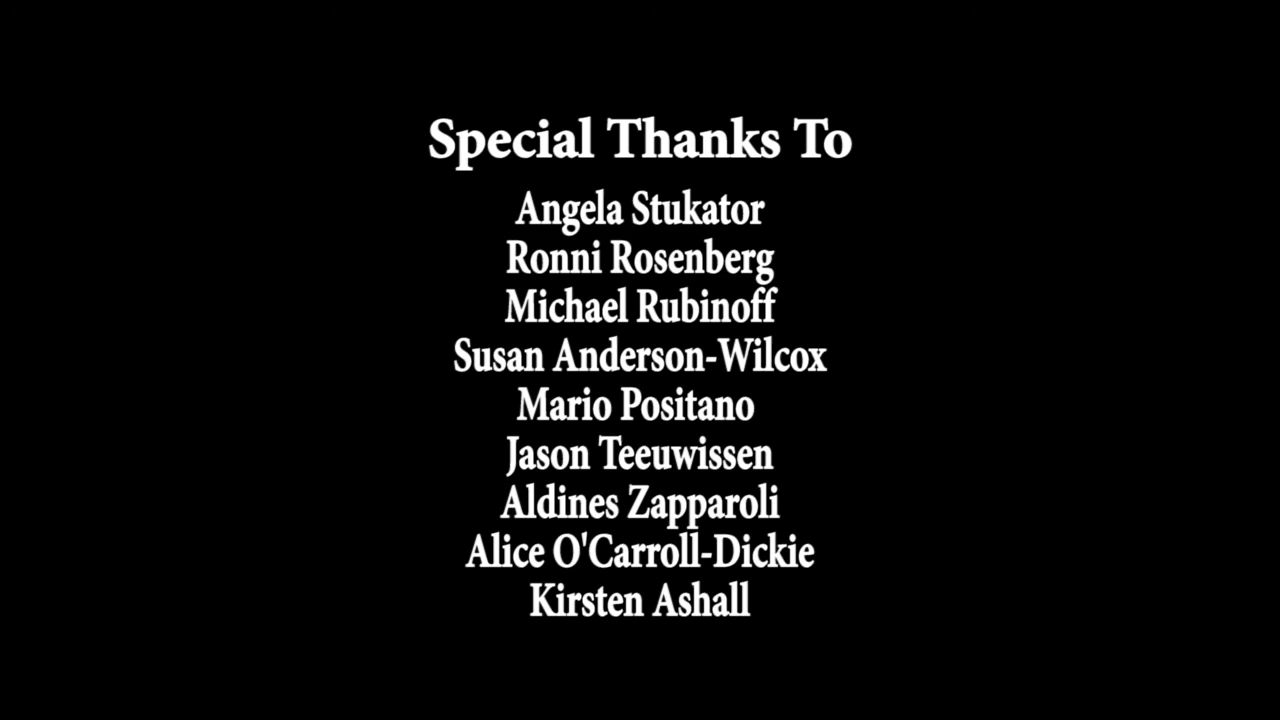 Special Thanks To
Angela Stukator
Ronni Rosenberg
Michael Rubinoff
Susan Anderson-Wilcox
Mario Positano
Jason Teeuwissen
Aldines Zapparoli
Alice O'Carroll-Dickie
Kirsten Ashall